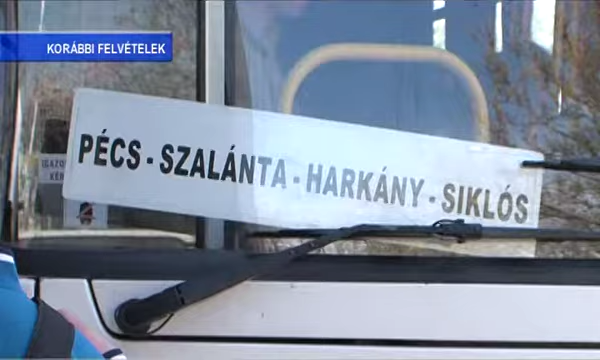 KORÁBBI FELVÉTELEK
PÉCS - SZALÁNTA - HARKÁNY - SIKLÓS